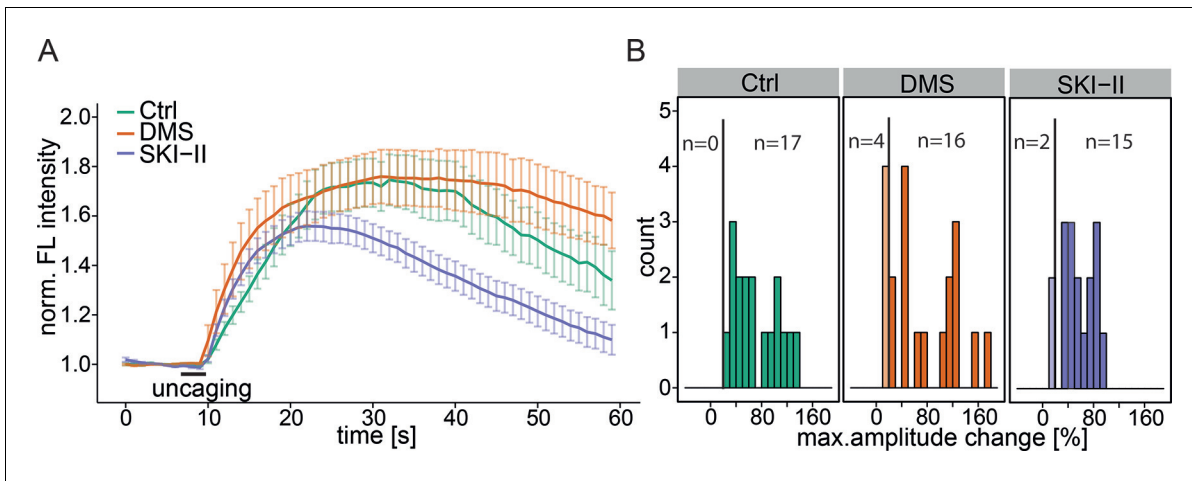 A
norm. FL intensity
2.0
1.8
1.6
1.4
1.2
1.0
Ctrl
DMS
SKI−II
uncaging
0 10 20 30 40 50 60
time [s]
B
Ctrl DMS SKI−II
count
5
4
3
2
1
0
n=0 n=17 n=4 n=16 n=2 n=15
0 80 160 0 80 160 0 80 160
max.amplitude change [%]